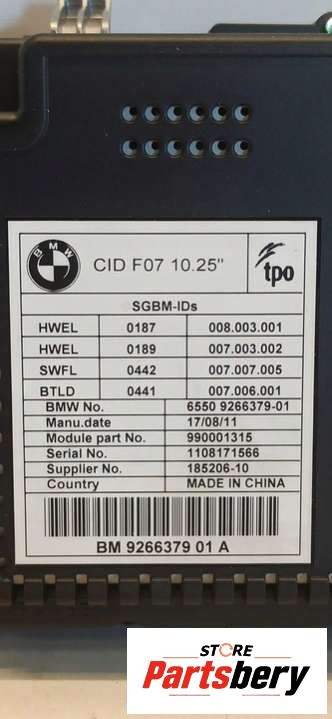 BMW
CID F07 10.25"
tpo
SGBM-IDs
HWEL 0187 008.003.001
HWEL 0189 007.003.002
SWFL 0442 007.007.005
BTLD 0441 007.006.001
BMW No. 6550 9266379-01
Manu.date 17/08/11
Module part No. 990001315
Serial No. 1108171566
Supplier No. 185206-10
Country MADE IN CHINA
BM 9266379 01 A
STORE
Partsbery